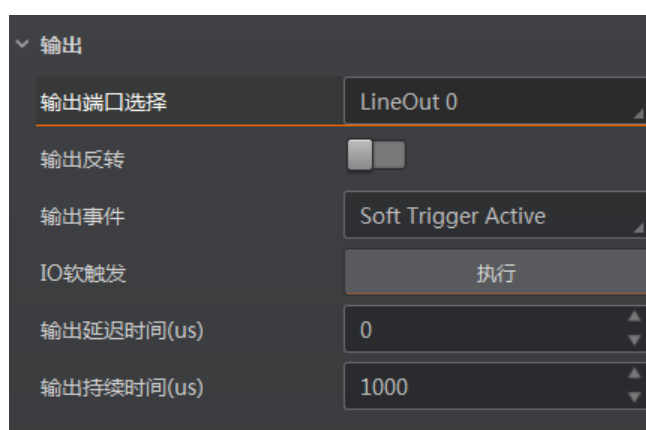 输出
输出端口选择 LineOut 0
输出反转
输出事件 Soft Trigger Active
IO软触发 执行
输出延迟时间(us) 0
输出持续时间(us) 1000